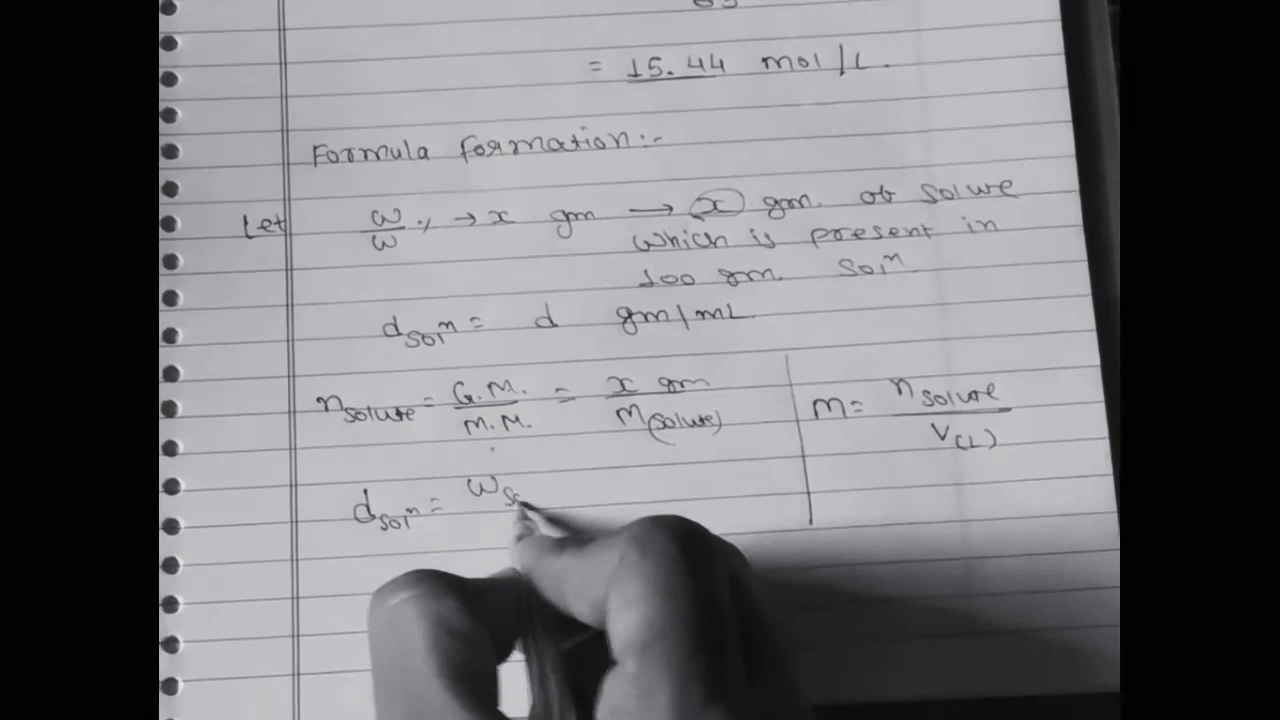 = 15.44 mol/L.
Formula formation:-
Let w/w % → x gm → x gm. of solute
which is present in
100 gm. solⁿ
d solⁿ = d gm/mL
n solute = G.M./M.M. = x gm/M(solute)
M = n solute/V(L)
d solⁿ = w